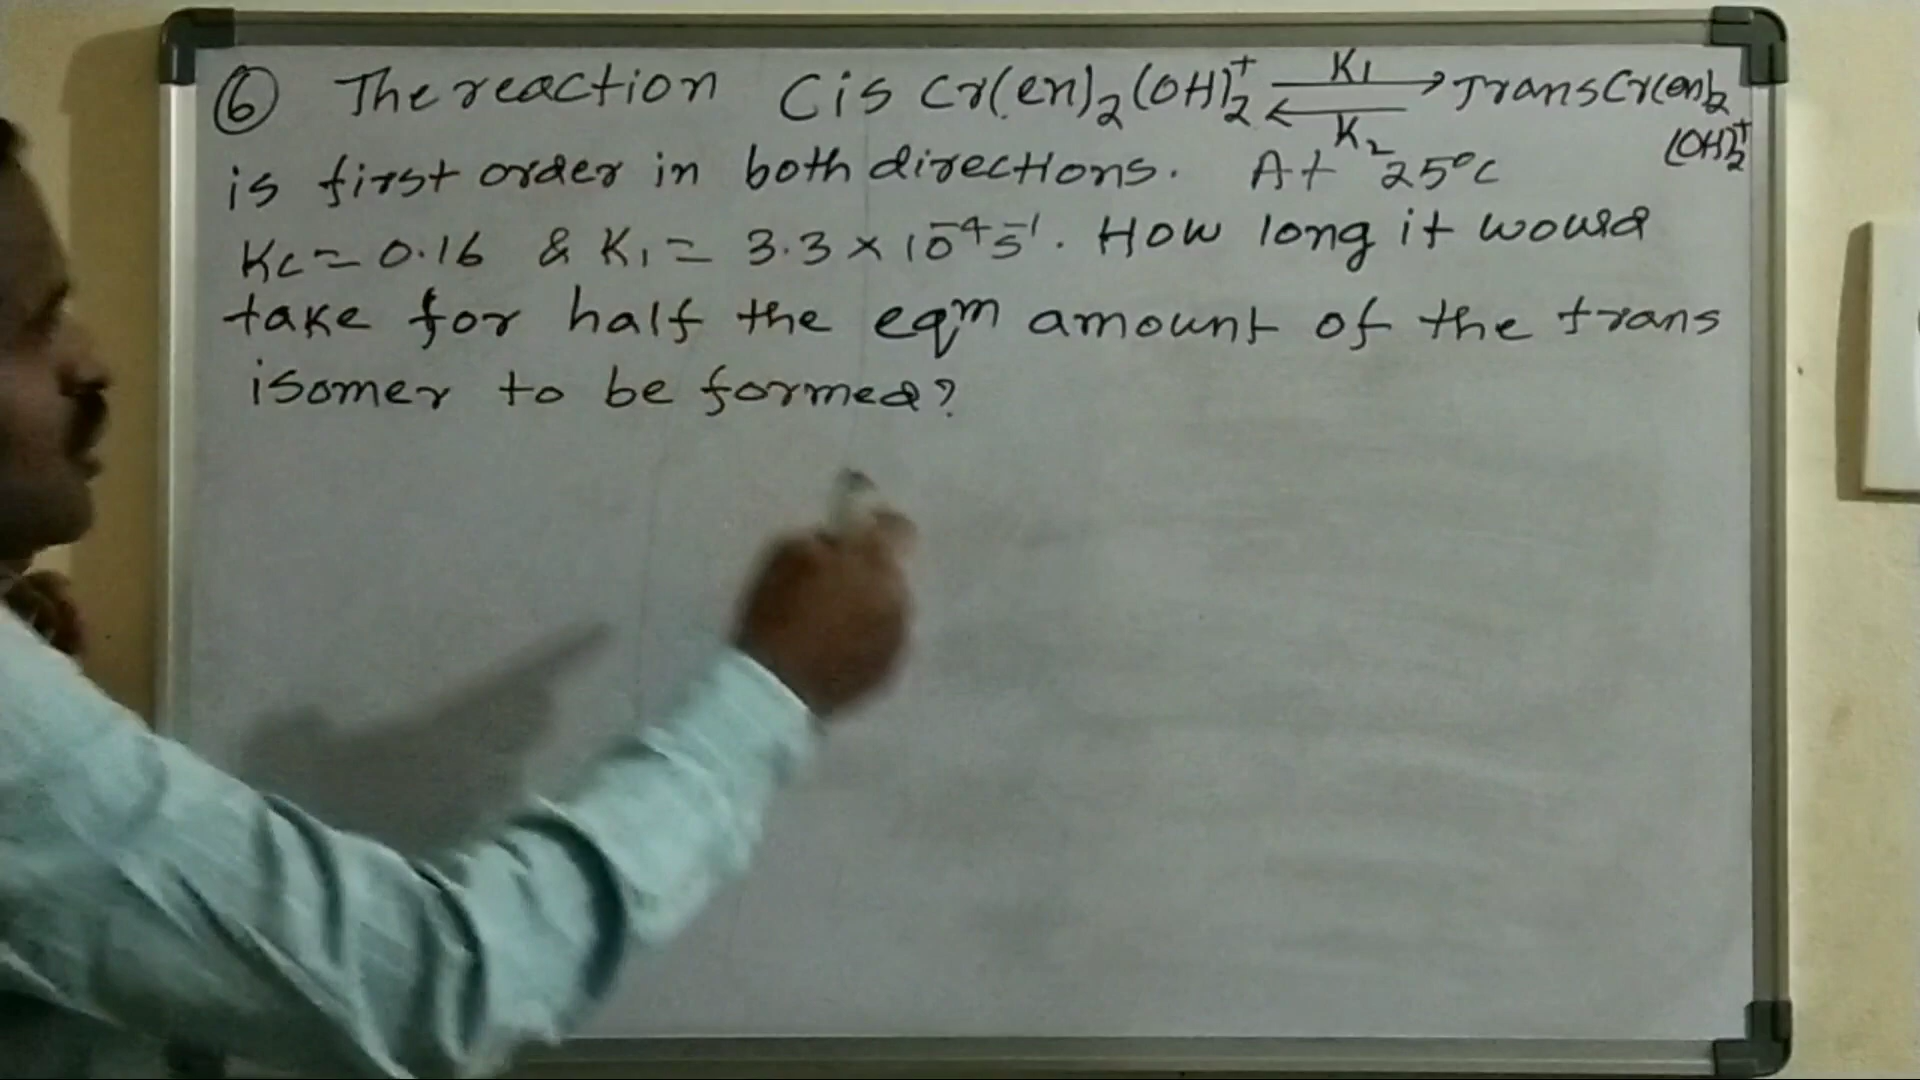 ⑥ The reaction Cis Cr(en)₂(OH)₂⁺ ⇌ Trans Cr(en)₂
K₁
K₂
(OH)₂⁺
is first order in both directions. At 25°C
Kc = 0.16 & K₁ = 3.3 × 10⁻⁴ s⁻¹. How long it would
take for half the eqm amount of the trans
isomer to be formed?